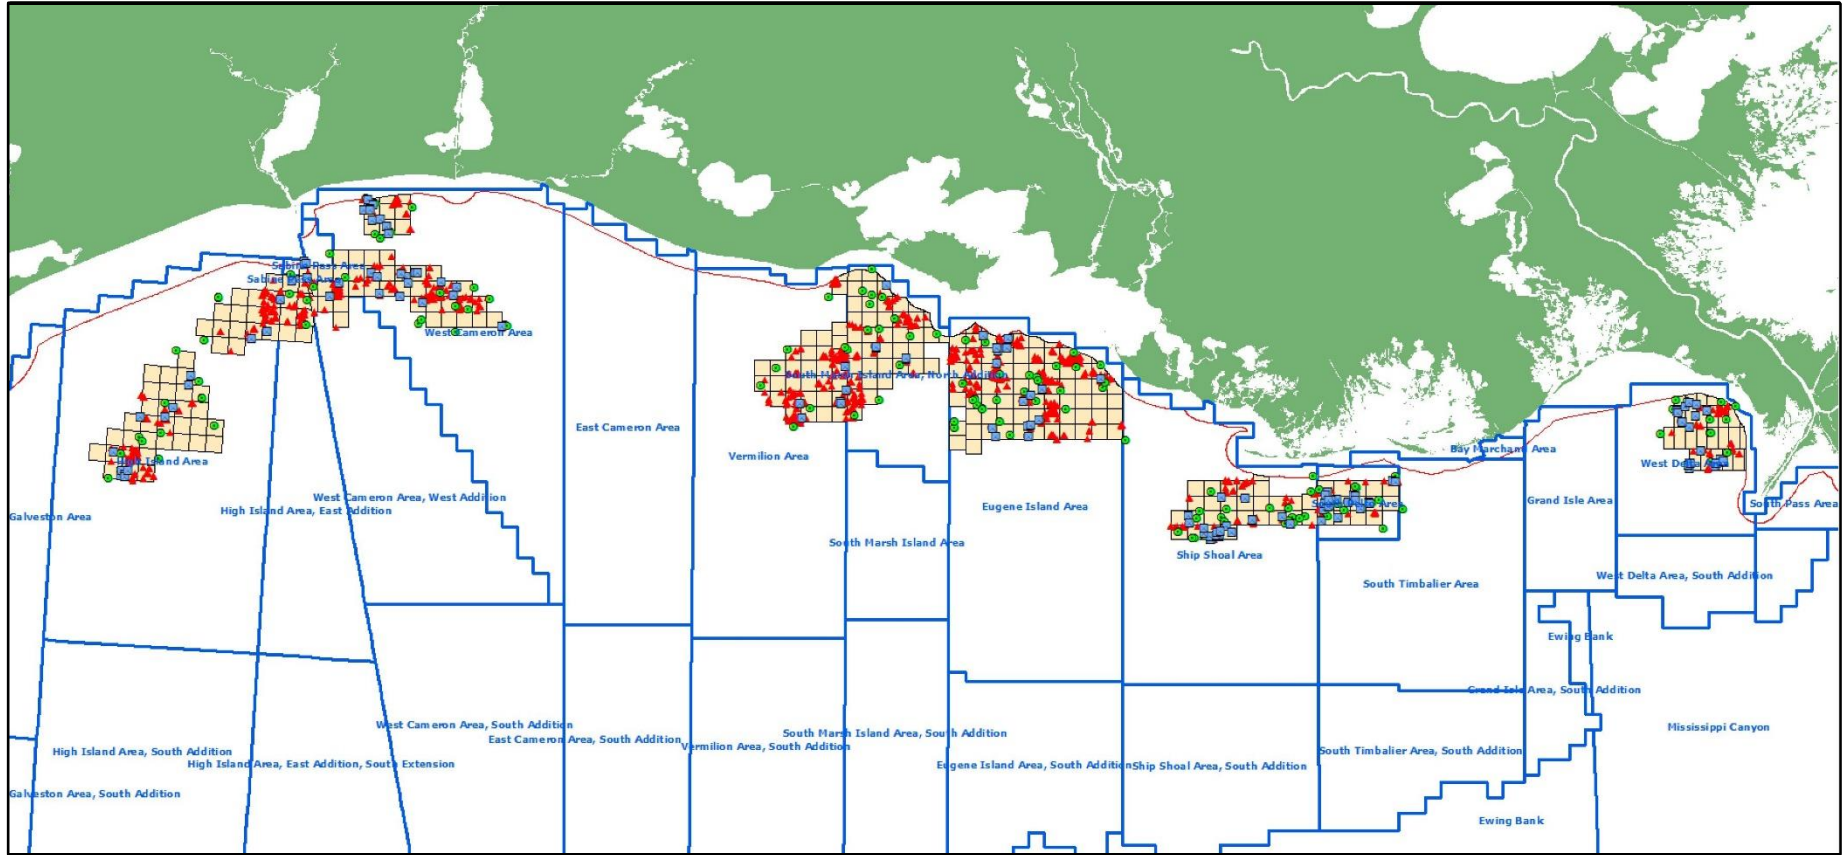 Sabine Pass Area
Sabine Pass Area
West Cameron Area
South Marsh Island Area, North Addition
East Cameron Area
Bay Marchand Area
Vermilion Area
High Island Area
West Delta Area
West Cameron Area, West Addition
Grand Isle Area
South Pass Area
Eugene Island Area
High Island Area, East Addition
Galveston Area
South Marsh Island Area
Ship Shoal Area
West Delta Area, South Addition
South Timbalier Area
Ewing Bank
Grand Isle Area, South Addition
West Cameron Area, South Addition
Mississippi Canyon
South Marsh Island Area, South Addition
East Cameron Area, South Addition
Vermilion Area, South Addition
High Island Area, South Addition
South Timbalier Area, South Addition
High Island Area, East Addition, South Extension
Eugene Island Area, South Addition
Ship Shoal Area, South Addition
Galveston Area, South Addition
Ewing Bank